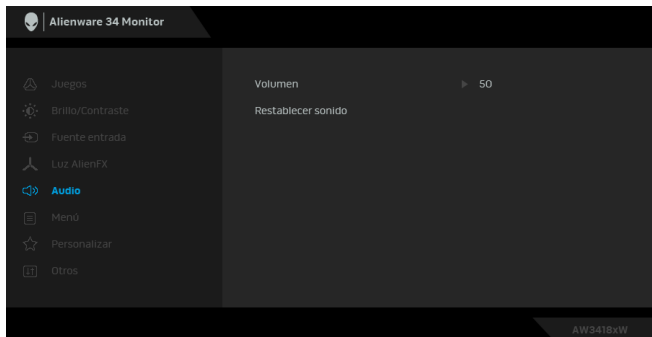 Alienware 34 Monitor
Juegos
Volumen 50
Brillo/Contraste
Restablecer sonido
Fuente entrada
Luz AlienFX
Audio
Menú
Personalizar
Otros
AW3418xW